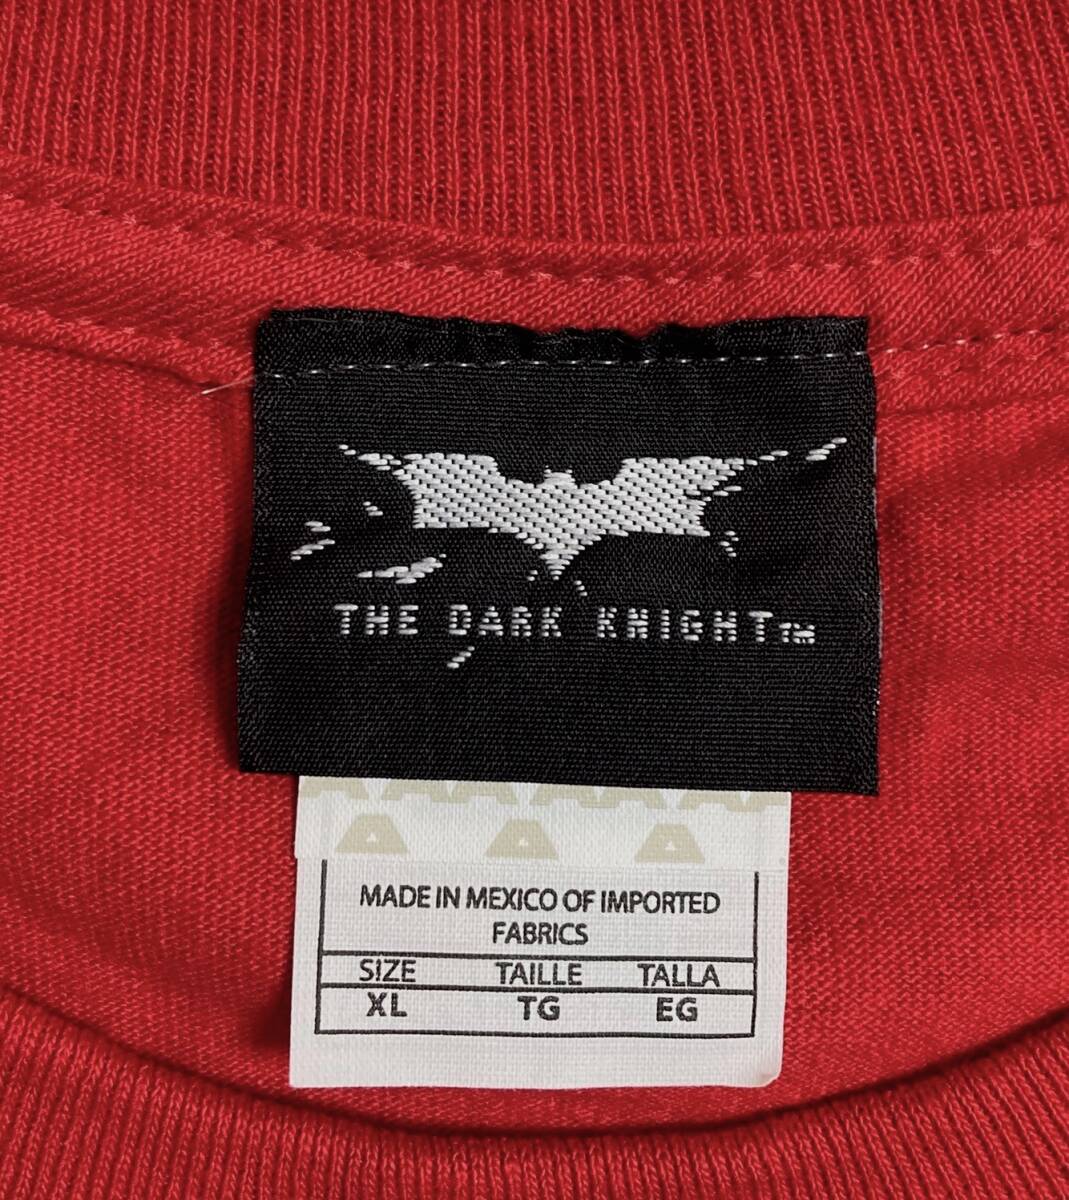 THE DARK KNIGHT™
MADE IN MEXICO OF IMPORTED
FABRICS
SIZE TAILLE TALLA
XL TG EG